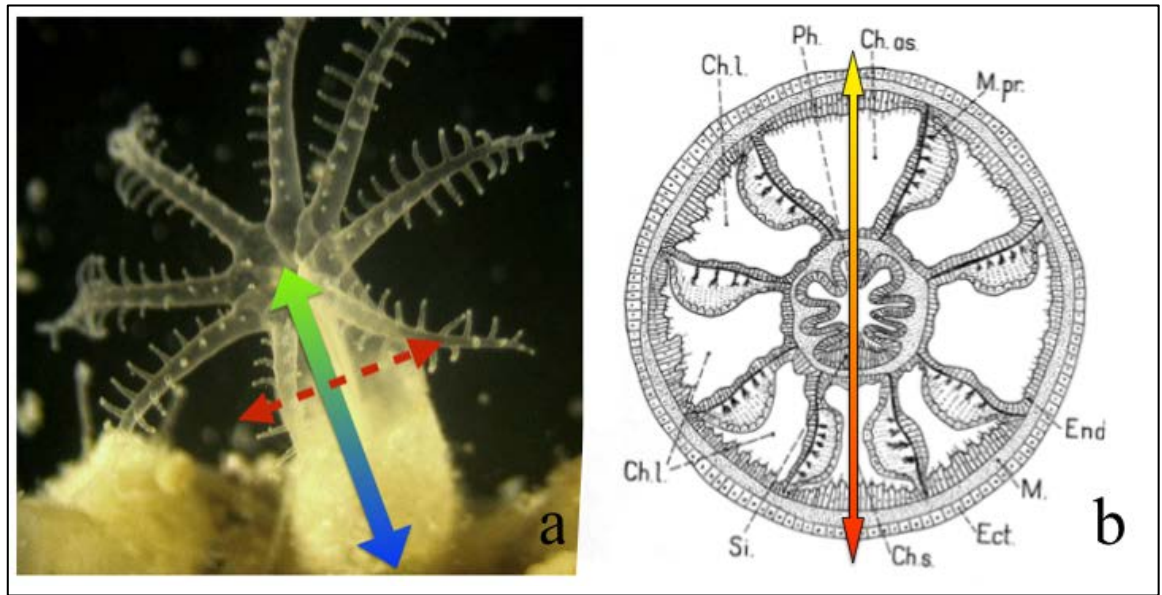 a
Ph.
Ch.as.
Ch.l.
M.pr.
End
M.
Ch.l.
Ect.
Si.
Ch.s.
b